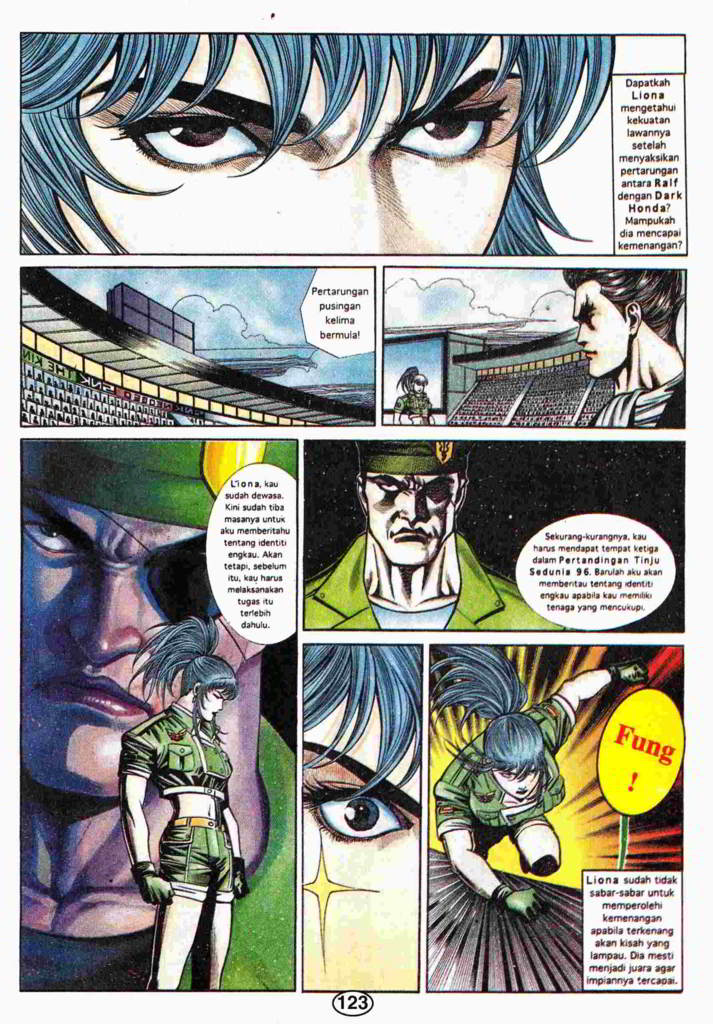 Dapatkah
Liona
mengetahui
kekuatan
lawannya
setelah
menyaksikan
pertarungan
antara Ralf
dengan Dark
Honda?
Mampukah
dia mencapai
kemenangan?
Pertarungan
pusingan
kelima
bermula!
Liona, kau
sudah dewasa.
Kini sudah tiba
masanya untuk
aku memberitahu
tentang identiti
engkau. Akan
tetapi, sebelum
itu, kau harus
melaksanakan
tugas itu
terlebih
dahulu.
Sekurang-kurangnya, kau
harus mendapat tempat ketiga
dalam Pertandingan Tinju
Sedunia 96. Barulah aku akan
memberitau tentang identiti
engkau apabila kau memiliki
tenaga yang mencukupi.
Fung
!
Liona sudah tidak
sabar-sabar untuk
memperolehi
kemenangan
apabila terkenang
akan kisah yang
lampau. Dia mesti
menjadi juara agar
impiannya tercapai.
123